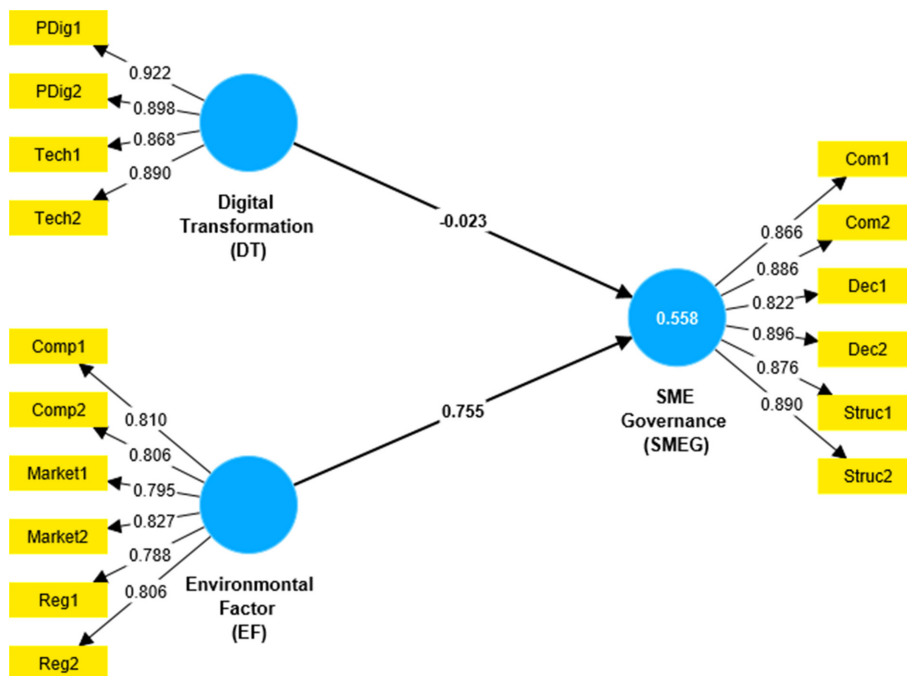 PDig1
PDig2
Tech1
Tech2
0.922
0.898
0.868
0.890
Digital
Transformation
(DT)
-0.023
Comp1
Comp2
Market1
Market2
Reg1
Reg2
0.810
0.806
0.795
0.827
0.788
0.806
Environmental
Factor
(EF)
0.755
0.558
SME
Governance
(SMEG)
0.866
0.886
0.822
0.896
0.876
0.890
Com1
Com2
Dec1
Dec2
Struc1
Struc2